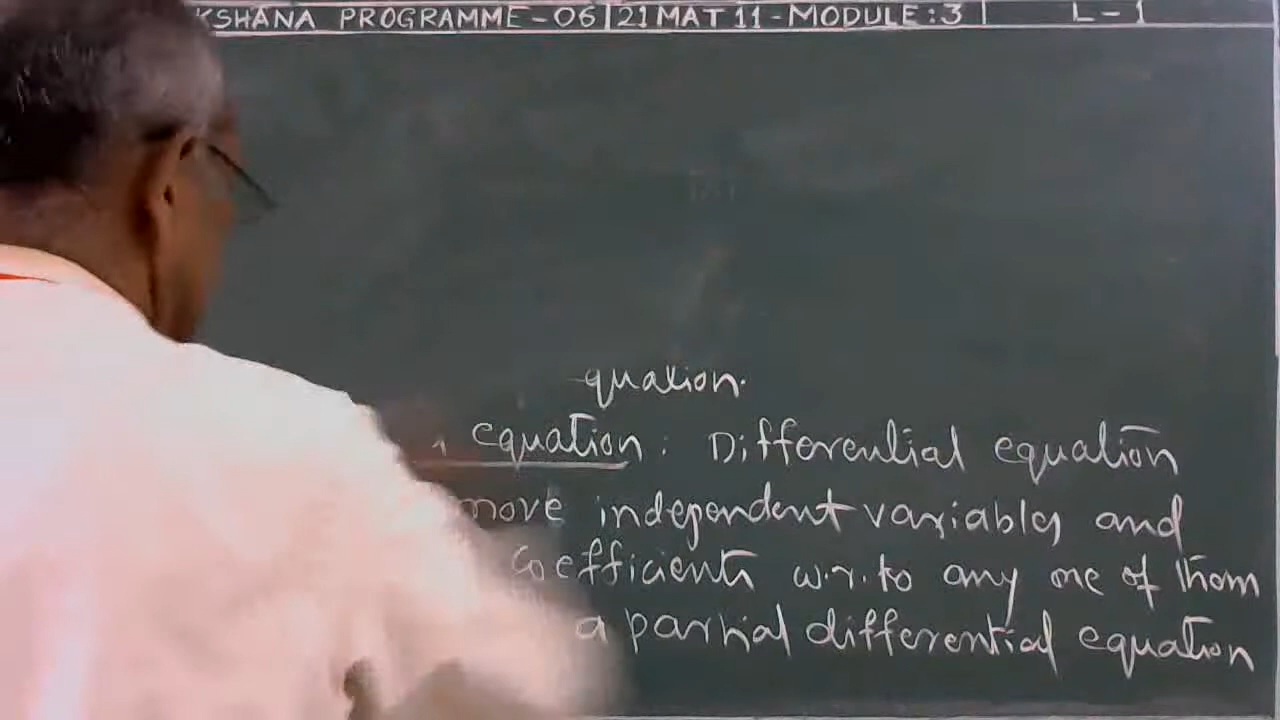 KSHANA PROGRAMME-06 | 21MAT11-MODULE:3 | L-1
quation.
equation: Differential equation
more independent variables and
coefficients w.r.to any one of them
a partial differential equation